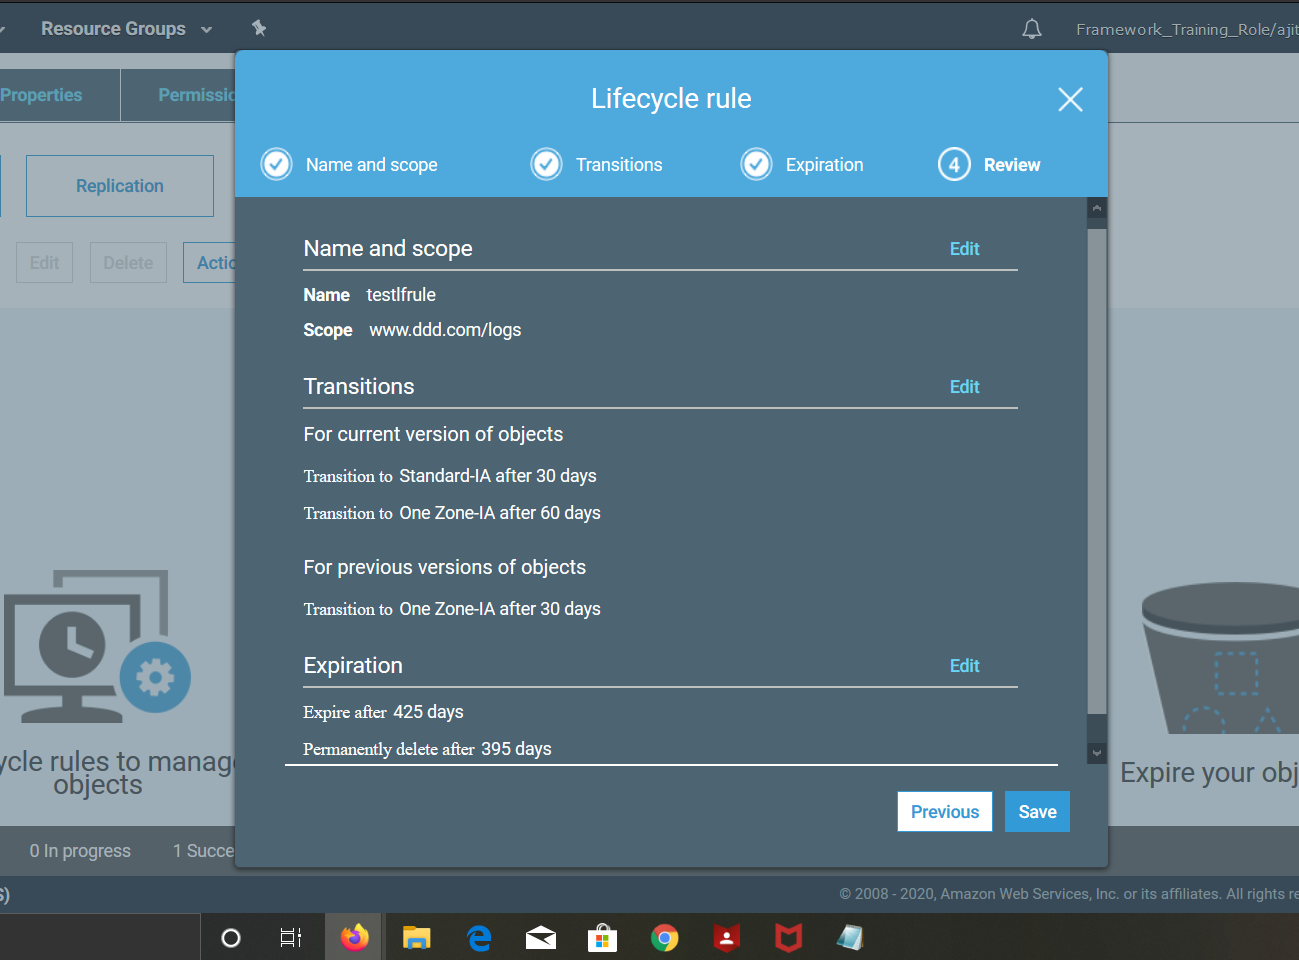 Resource Groups
Framework_Training_Role/ajit
Properties
Permissio
Lifecycle rule
Name and scope
Transitions
Expiration
4 Review
Replication
Edit
Delete
Actio
Name and scope
Edit
Name testlfrule
Scope www.ddd.com/logs
Transitions
Edit
For current version of objects
Transition to Standard-IA after 30 days
Transition to One Zone-IA after 60 days
For previous versions of objects
Transition to One Zone-IA after 30 days
Expiration
Edit
Expire after 425 days
Permanently delete after 395 days
ycle rules to manage
objects
Expire your obj
Previous
Save
0 In progress
1 Succe
S)
© 2008 - 2020, Amazon Web Services, Inc. or its affiliates. All rights re